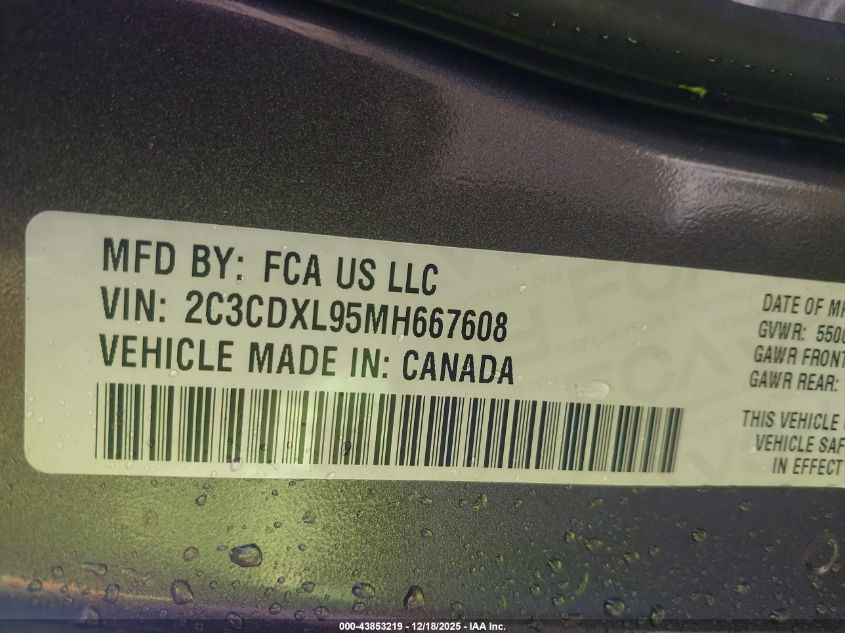 MFD BY: FCA US LLC
VIN: 2C3CDXL95MH667608
VEHICLE MADE IN: CANADA
DATE OF
GVWR:
GAWR FRONT
GAWR REAR:
THIS VEHICLE
VEHICLE
IN EFFECT
000-43853219 - 12/18/2025 - IAA Inc.